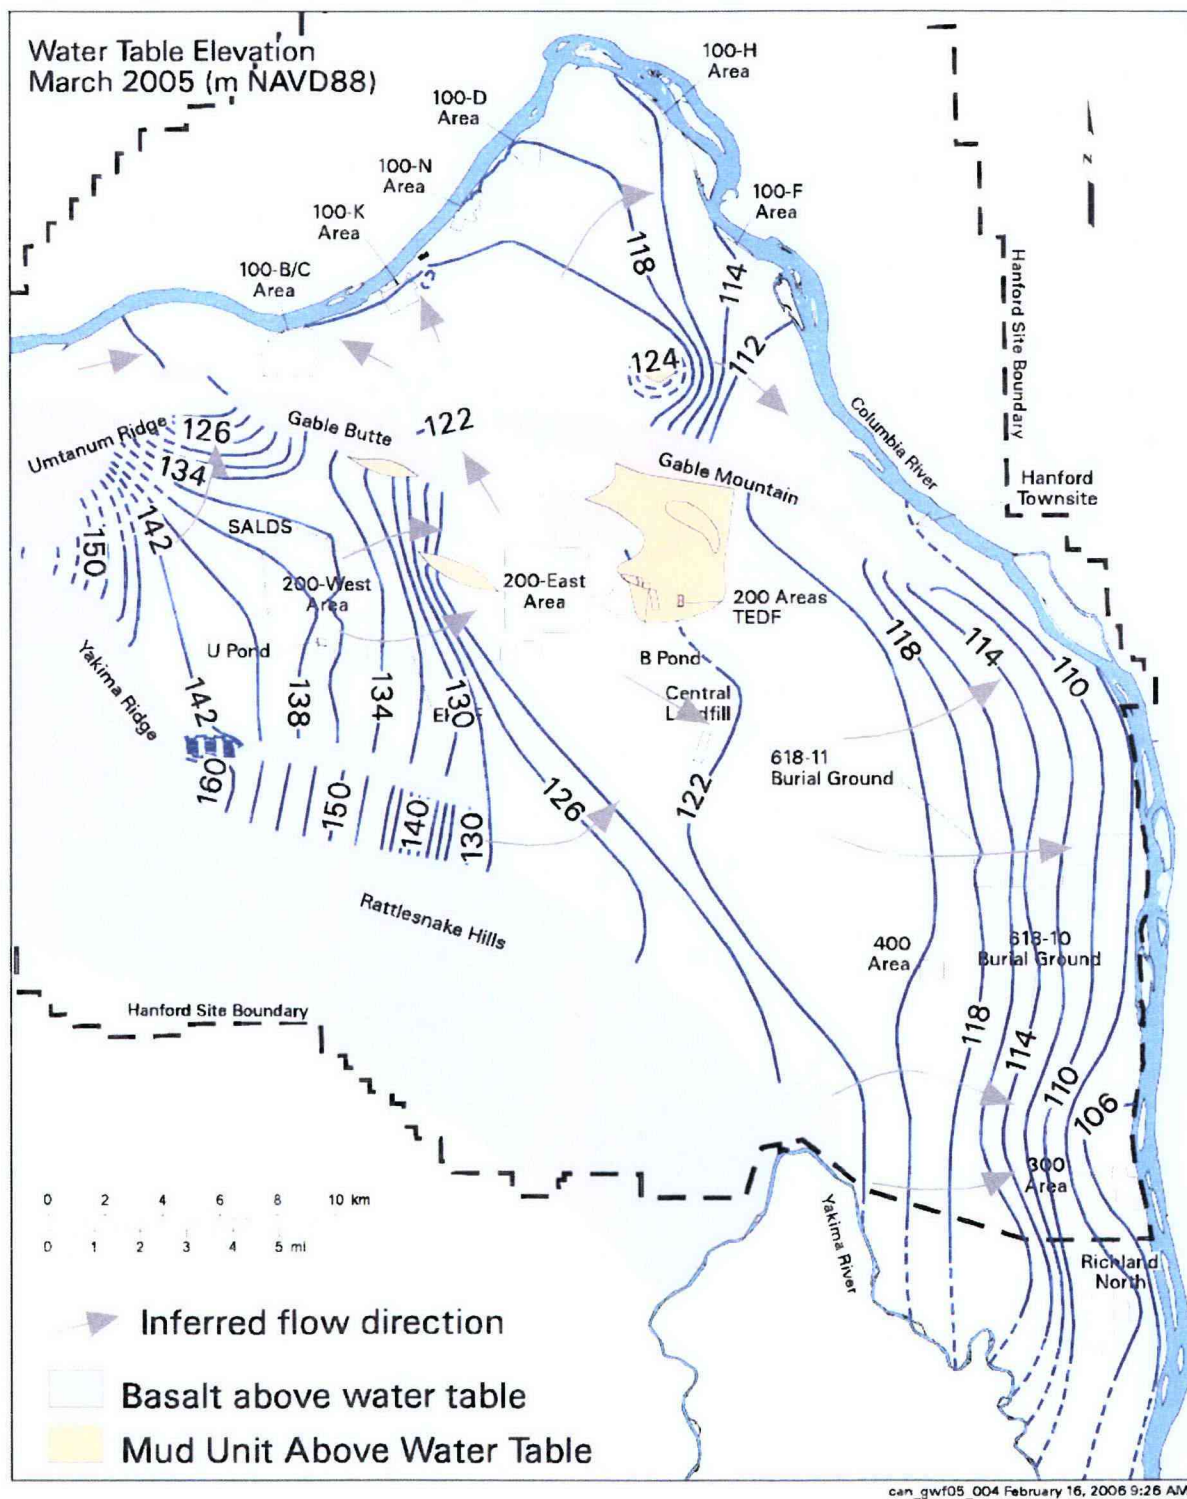 Water Table Elevation
March 2005 (m NAVD88)
100-H
Area
100-D
Area
100-N
Area
100-F
Area
100-K
Area
100-B/C
Area
N
118
114
112
124
Hanford Site Boundary
Columbia River
Umtanum Ridge
126
Gable Butte
-122
134
Gable Mountain
Hanford
Townsite
142
SALDS
150
200-West
Area
200-East
Area
200 Areas
TEDF
118
114
110
U Pond
B Pond
Yakima Ridge
142
138
134
130
Central
Landfill
618-11
Burial Ground
160
150
140
130
126
122
Rattlesnake Hills
400
Area
618-10
Burial Ground
Hanford Site Boundary
118
114
110
106
300
Area
Yakima River
Richland
North
0 2 4 6 8 10 km
0 1 2 3 4 5 mi
Inferred flow direction
Basalt above water table
Mud Unit Above Water Table
can_gwf05_004 February 16, 2006 9:26 AM